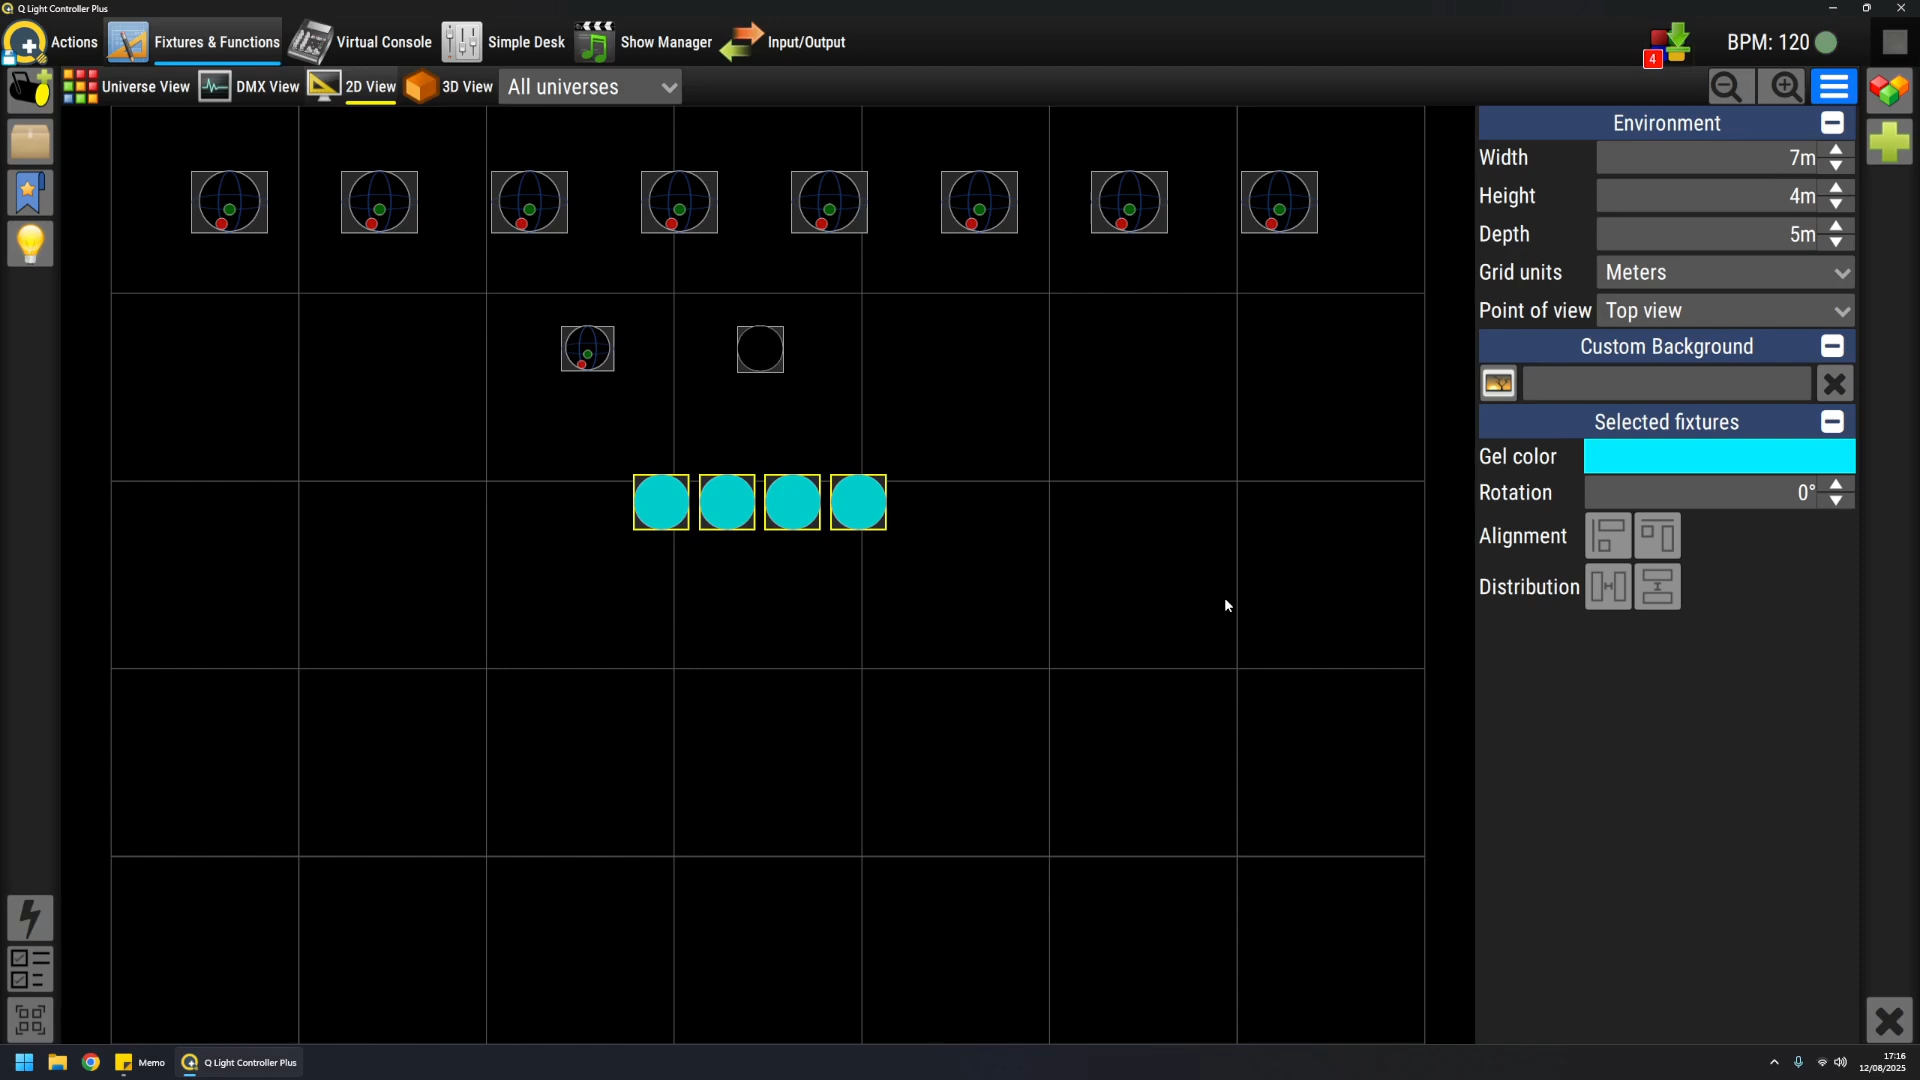 Q Light Controller Plus
Actions Fixtures & Functions Virtual Console Simple Desk Show Manager Input/Output 4 BPM: 120
Universe View DMX View 2D View 3D View All universes
Environment
Width 7m
Height 4m
Depth 5m
Grid units Meters
Point of view Top view
Custom Background
Selected fixtures
Gel color
Rotation 0°
Alignment
Distribution
Memo Q Light Controller Plus 17:16
12/08/2025